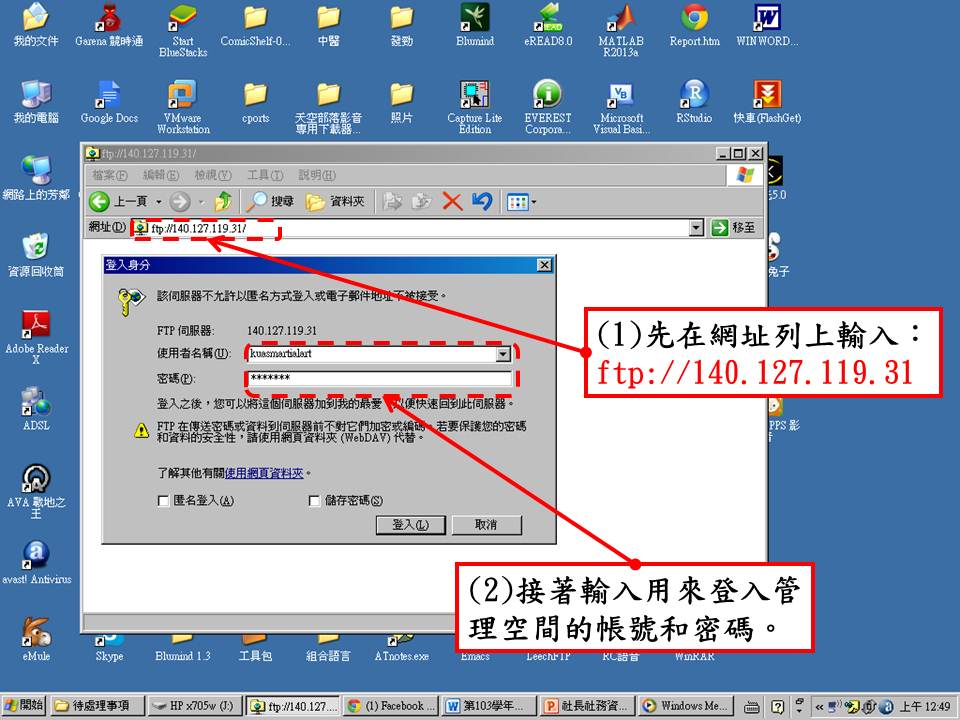 我的文件
Garena 競時通
Start
BlueStacks
ComicShelf-0...
中醫
發勁
Blumind
eREAD8.0
MATLAB
R2013a
Report.htm
WINWORD...
我的電腦
Google Docs
VMware
Workstation
cports
天空部落影音
專用下載器...
照片
Capture Lite
Edition
EVEREST
Corpora...
Microsoft
Visual Basi...
RStudio
快車(FlashGet)
網路上的芳鄰
資源回收筒
Adobe Reader
X
ADSL
AVA 戰地之
王
avast! Antivirus
eMule
ftp://140.127.119.31/
檔案(F) 編輯(E) 檢視(V) 工具(T) 說明(H)
上一頁 搜尋 資料夾
網址(D) ftp://140.127.119.31/ 移至
5.0
兔子
PPS 影
登入身分
該伺服器不允許以匿名方式登入或電子郵件地址不被接受。
FTP 伺服器: 140.127.119.31
使用者名稱(U): kuasmartialart
密碼(P): *******
登入之後，您可以將這個伺服器加到我的最愛，以便快速回到此伺服器。
FTP 在傳送密碼或資料到伺服器前不對它們加密或編碼。若要保護您的密碼
和資料的安全性，請使用網頁資料夾 (WebDAV) 代替。
了解其他有關使用網頁資料夾。
匿名登入(A) 儲存密碼(S)
登入(L) 取消
(1)先在網址列上輸入：
ftp://140.127.119.31
(2)接著輸入用來登入管
理空間的帳號和密碼。
Skype
Blumind 1.3
工具包
組合語言
ATnotes.exe
Emacs
LeechFTP
RC語音
WinRAR
開始
待處理事項
HP x705w (J:)
ftp://140.127....
(1) Facebook ...
第103學年...
社長社務資...
Windows Me...
上午 12:49